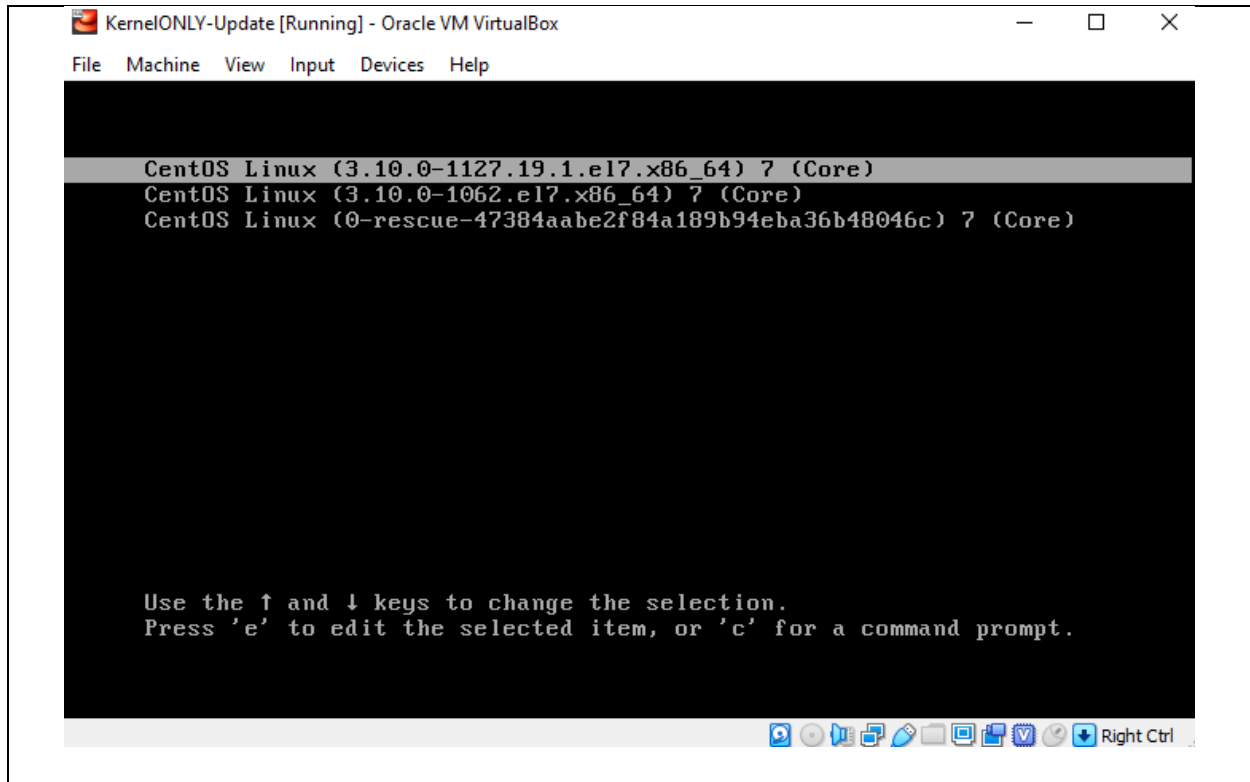 KernelONLY-Update [Running] - Oracle VM VirtualBox
File Machine View Input Devices Help
CentOS Linux (3.10.0-1127.19.1.el7.x86_64) 7 (Core)
CentOS Linux (3.10.0-1062.el7.x86_64) 7 (Core)
CentOS Linux (0-rescue-47384aabe2f84a189b94eba36b48046c) 7 (Core)
Use the ↑ and ↓ keys to change the selection.
Press 'e' to edit the selected item, or 'c' for a command prompt.
Right Ctrl